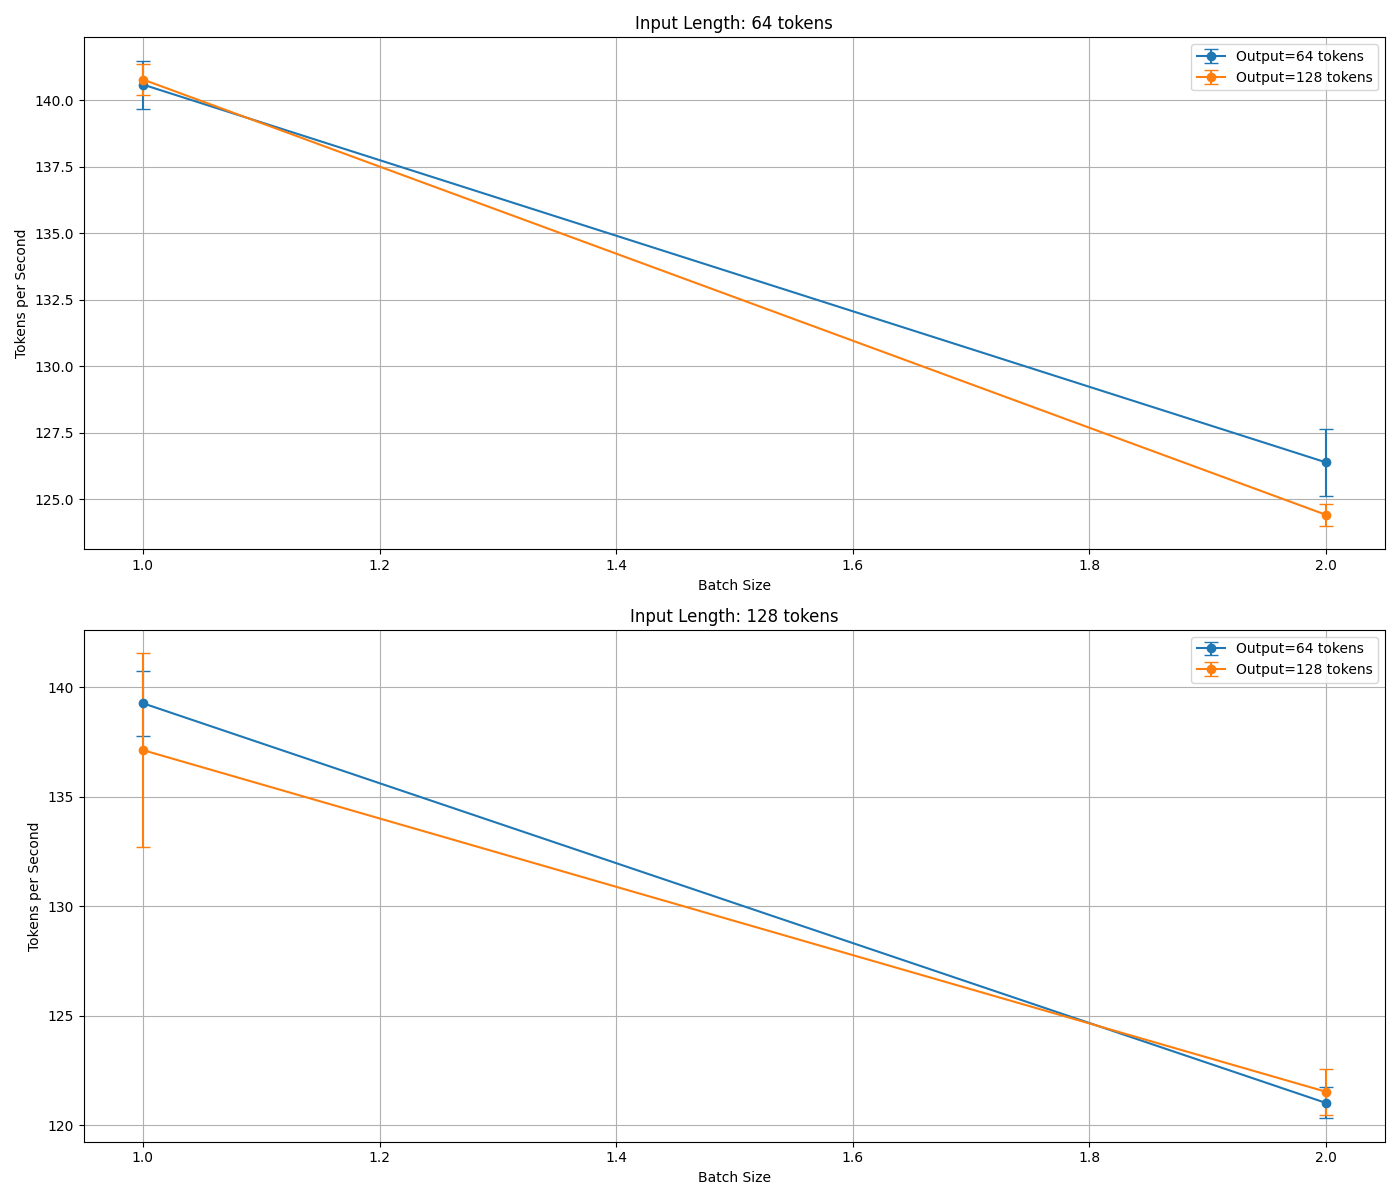 Input Length: 64 tokens
Output=64 tokens
Output=128 tokens
Tokens per Second
140.0
137.5
135.0
132.5
130.0
127.5
125.0
1.0 1.2 1.4 1.6 1.8 2.0
Batch Size
Input Length: 128 tokens
Output=64 tokens
Output=128 tokens
Tokens per Second
140
135
130
125
120
1.0 1.2 1.4 1.6 1.8 2.0
Batch Size